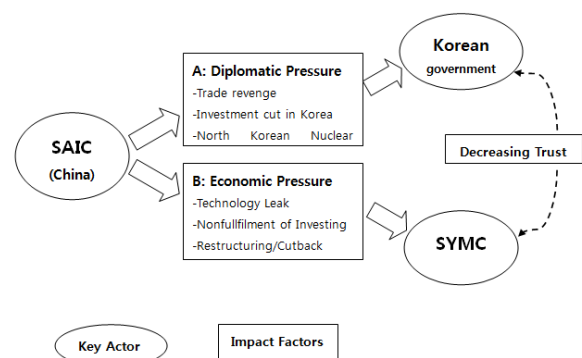 SAIC
(China)
A: Diplomatic Pressure
-Trade revenge
-Investment cut in Korea
-North Korean Nuclear
B: Economic Pressure
-Technology Leak
-Nonfullfilment of Investing
-Restructuring/Cutback
Korean
government
Decreasing Trust
SYMC
Key Actor
Impact Factors